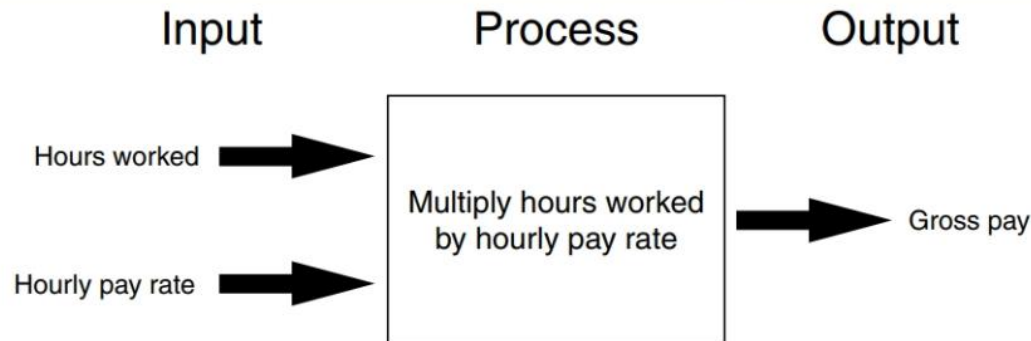 Input
Process
Output
Hours worked
Multiply hours worked
by hourly pay rate
Gross pay
Hourly pay rate